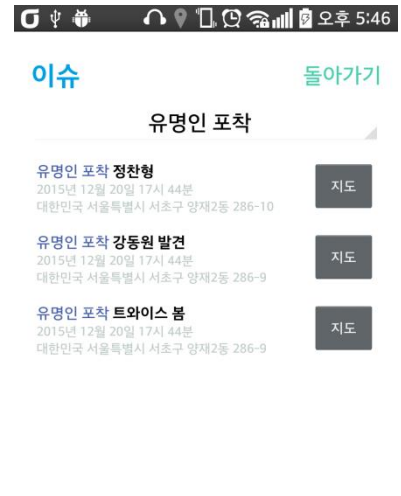 오후 5:46
이슈 돌아가기
유명인 포착
유명인 포착 정찬형
2015년 12월 20일 17시 44분
대한민국 서울특별시 서초구 양재2동 286-10
지도
유명인 포착 강동원 발견
2015년 12월 20일 17시 44분
대한민국 서울특별시 서초구 양재2동 286-9
지도
유명인 포착 트와이스 봄
2015년 12월 20일 17시 44분
대한민국 서울특별시 서초구 양재2동 286-9
지도